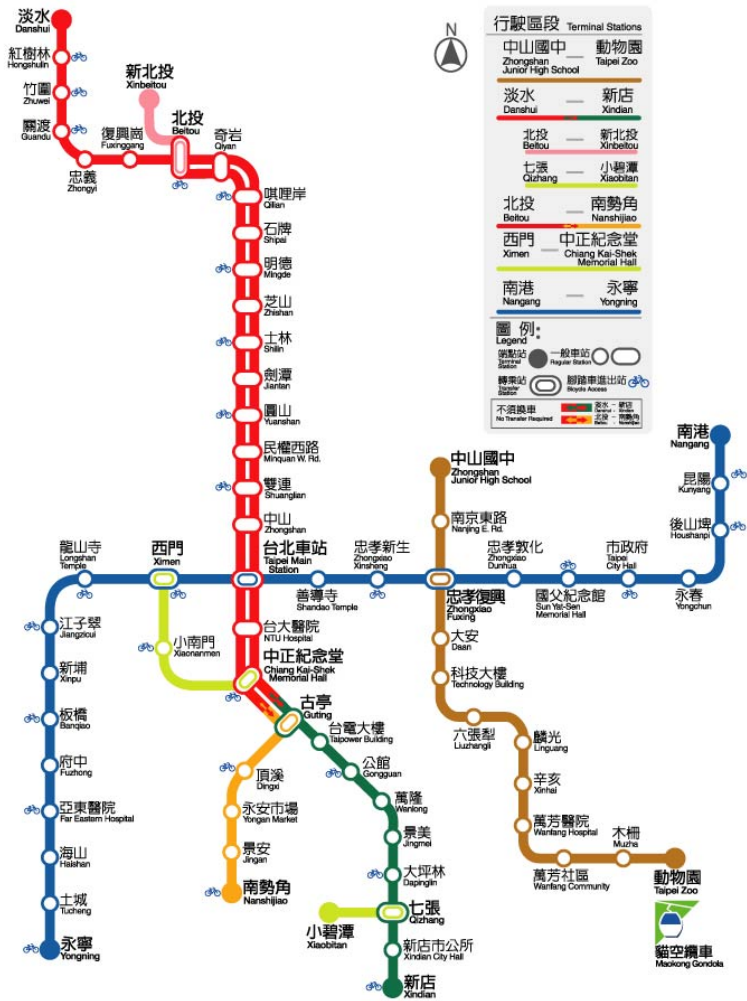 淡水
Danshui
紅樹林
Hongshulin
竹圍
Zhuwei
關渡
Guandu
忠義
Zhongyi
復興崗
Fuxinggang
新北投
Xinbeitou
北投
Beitou
奇岩
Qiyan
唭哩岸
Qilian
石牌
Shipai
明德
Mingde
芝山
Zhishan
士林
Shilin
劍潭
Jiantan
圓山
Yuanshan
民權西路
Minquan W. Rd.
雙連
Shuanglian
中山
Zhongshan
台北車站
Taipei Main
Station
台大醫院
NTU Hospital
中正紀念堂
Chiang Kai-Shek
Memorial Hall
古亭
Guting
台電大樓
Taipower Building
公館
Gongguan
萬隆
Wanlong
景美
Jingmei
大坪林
Dapinglin
七張
Qizhang
新店市公所
Xindian City Hall
新店
Xindian
小碧潭
Xiaobitan
頂溪
Dingxi
永安市場
Yongan Market
景安
Jingan
南勢角
Nanshijiao
西門
Ximen
小南門
Xiaonanmen
龍山寺
Longshan
Temple
江子翠
Jiangzicui
新埔
Xinpu
板橋
Banqiao
府中
Fuzhong
亞東醫院
Far Eastern Hospital
海山
Haishan
土城
Tucheng
永寧
Yongning
善導寺
Shandao Temple
忠孝新生
Zhongxiao
Xinsheng
忠孝復興
Zhongxiao
Fuxing
忠孝敦化
Zhongxiao
Dunhua
國父紀念館
Sun Yat-Sen
Memorial Hall
市政府
Taipei
City Hall
永春
Yongchun
後山埤
Houshanpi
昆陽
Kunyang
南港
Nangang
中山國中
Zhongshan
Junior High School
南京東路
Nanjing E. Rd.
大安
Daan
科技大樓
Technology Building
六張犁
Liuzhangli
麟光
Linguang
辛亥
Xinhai
萬芳醫院
Wanfang Hospital
萬芳社區
Wanfang Community
木柵
Muzha
動物園
Taipei Zoo
貓空纜車
Maokong Gondola
N
行駛區段 Terminal Stations
中山國中 — 動物園
Zhongshan Taipei Zoo
Junior High School
淡水 — 新店
Danshui Xindian
北投 — 新北投
Beitou Xinbeitou
七張 — 小碧潭
Qizhang Xiaobitan
北投 — 南勢角
Beitou Nanshijiao
西門 — 中正紀念堂
Ximen Chiang Kai-Shek
Memorial Hall
南港 — 永寧
Nangang Yongning
圖 例:
Legend
端點站 一般車站
Terminal Regular Station
Station
轉乘站 腳踏車進出站
Transfer Bicycle Access
Station
不須換車 淡水 – 新店
No Transfer Required Danshui - Xindian
北投 – 南勢角
Beitou - Nanshijiao